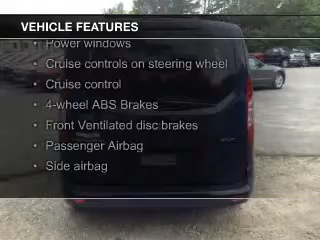 VEHICLE FEATURES
• Power windows
• Cruise controls on steering wheel
• Cruise control
• 4-wheel ABS Brakes
• Front Ventilated disc brakes
• Passenger Airbag
• Side airbag